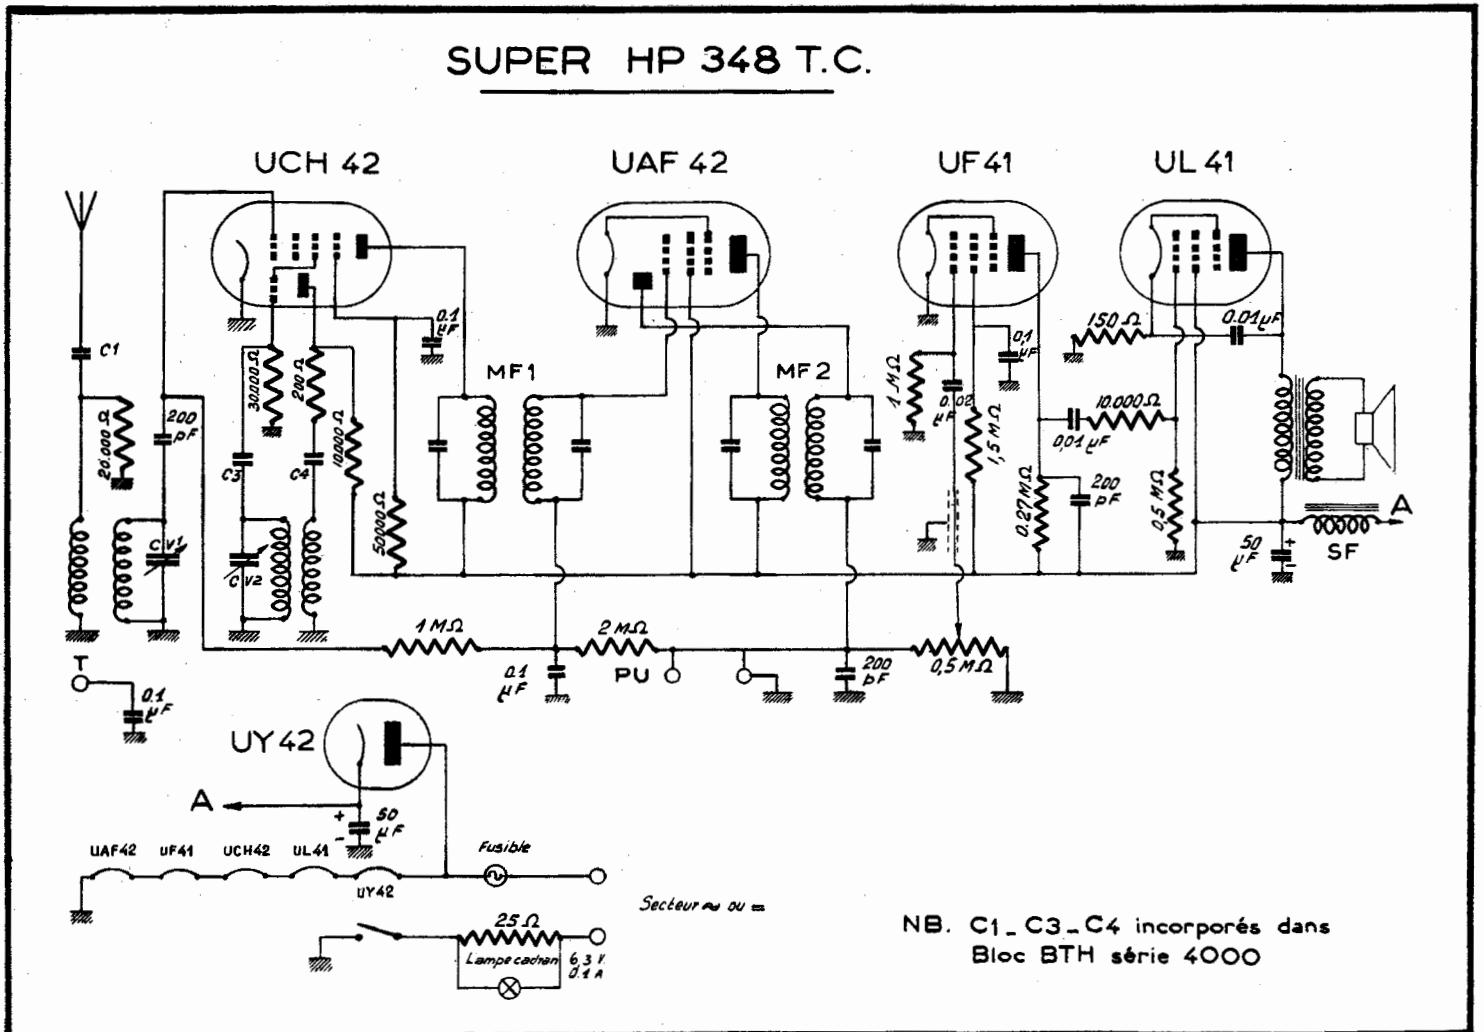 SUPER HP 348 T.C.
UCH 42
UAF 42
UF 41
UL 41
0.1 µF
150 Ω
0.01 µF
C1
30.000 Ω
200 Ω
MF1
MF2
0,1 µF
1 MΩ
0.02 µF
1,5 MΩ
10.000 Ω
0,01 µF
20.000 Ω
200 pF
C3
C4
10.000 Ω
50000 Ω
0.27 MΩ
200 pF
0,5 MΩ
A
SF
50 µF
+
-
CV1
CV2
1 MΩ
2 MΩ
0,5 MΩ
T
0.1 µF
0.1 µF
PU
200 pF
UY 42
A
+
-
50 µF
UAF42
UF41
UCH42
UL41
UY42
Fusible
Secteur ≈ ou =
25 Ω
Lampe cadran
6,3 V.
0.1 A
NB. C1_C3_C4 incorporés dans
Bloc BTH série 4000